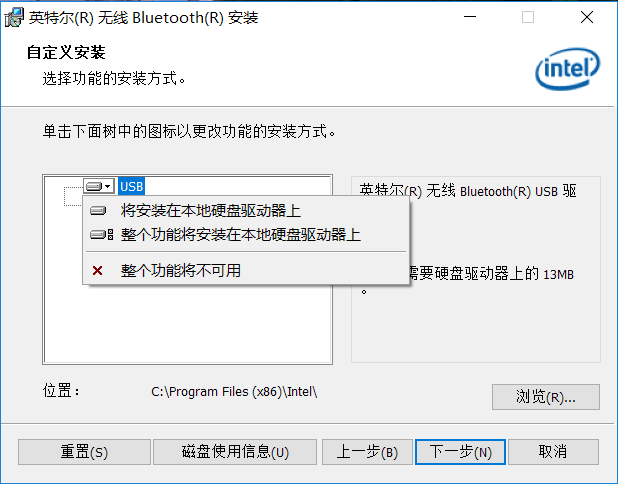 英特尔(R) 无线 Bluetooth(R) 安装
自定义安装
选择功能的安装方式。
intel
单击下面树中的图标以更改功能的安装方式。
USB
将安装在本地硬盘驱动器上
整个功能将安装在本地硬盘驱动器上
整个功能将不可用
英特尔(R) 无线 Bluetooth(R) USB 驱
需要硬盘驱动器上的 13MB
。
位置：
C:\Program Files (x86)\Intel\
浏览(R)...
重置(S)
磁盘使用信息(U)
上一步(B)
下一步(N)
取消